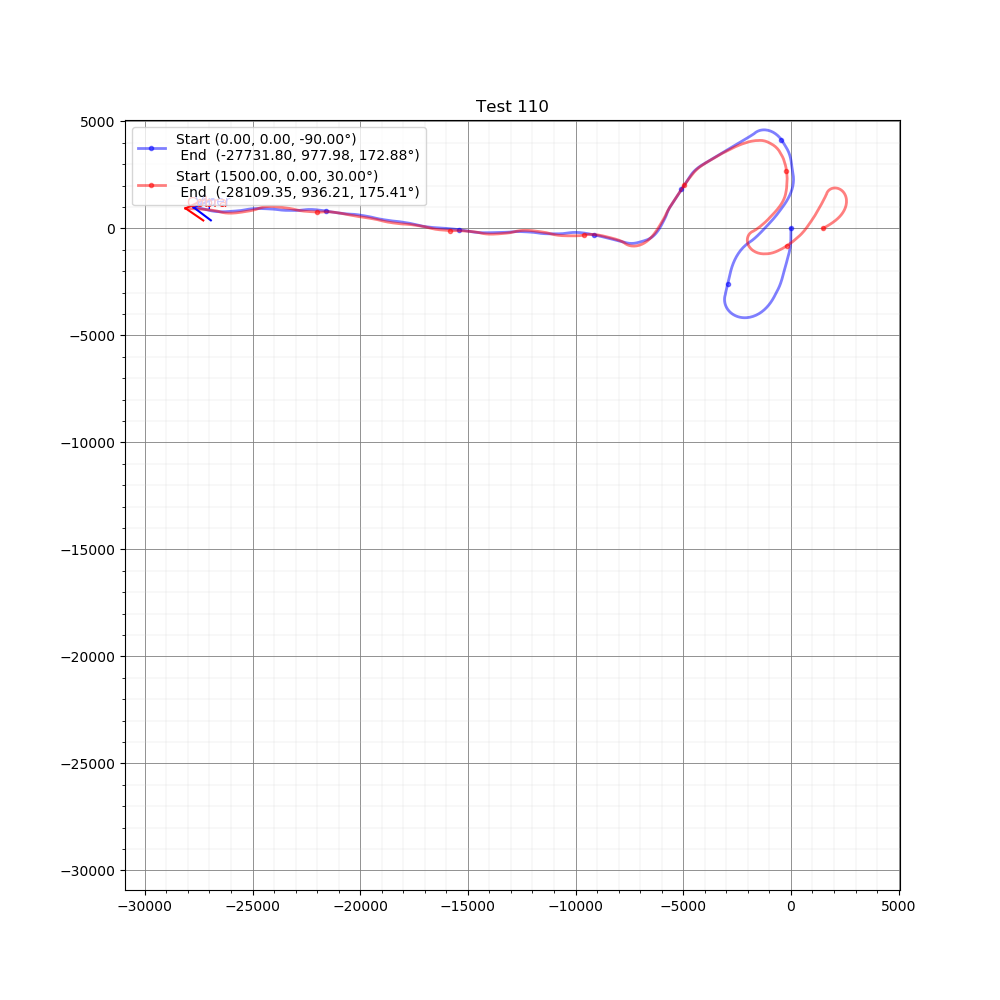 Test 110
5000
0
−5000
−10000
−15000
−20000
−25000
−30000
Start (0.00, 0.00, -90.00°)
End (-27731.80, 977.98, 172.88°)
Start (1500.00, 0.00, 30.00°)
End (-28109.35, 936.21, 175.41°)
−30000 −25000 −20000 −15000 −10000 −5000 0 5000